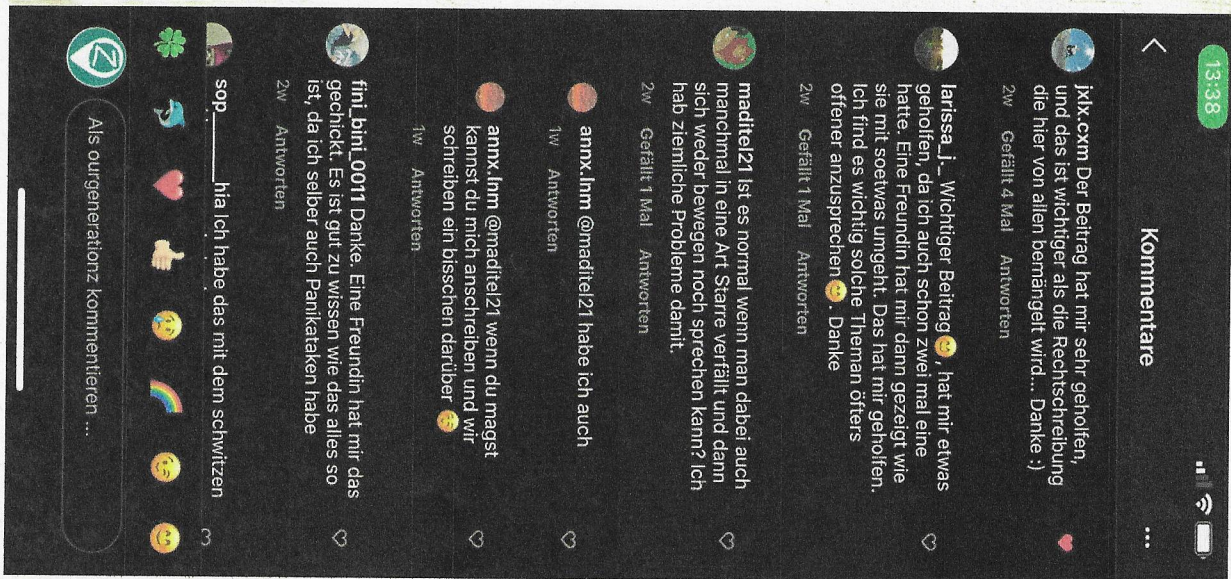 13:38
Kommentare
jxlx.cxm Der Beitrag hat mir sehr geholfen,
und das ist wichtiger als die Rechtschreibung
die hier von allen bemängelt wird.... Danke :)
2w Gefällt 4 Mal Antworten
larissa_j._ Wichtiger Beitrag😊, hat mir etwas
geholfen, da ich auch schon zwei mal eine
hatte. Eine Freundin hat mir dann gezeigt wie
sie mit soetwas umgeht. Das hat mir geholfen.
Ich find es wichtig solche Theman öfters
offener anzusprechen😊. Danke
2w Gefällt 1 Mal Antworten
maditel21 Ist es normal wenn man dabei auch
manchmal in eine Art Starre verfällt und dann
sich weder bewegen noch sprechen kann? Ich
hab ziemliche Probleme damit.
2w Gefällt 1 Mal Antworten
annx.lnm @maditel21 habe ich auch
1w Antworten
annx.lnm @maditel21 wenn du magst
kannst du mich anschreiben und wir
schreiben ein bisschen darüber😊
1w Antworten
fini_bini_0011 Danke. Eine Freundin hat mir das
gechickt. Es ist gut zu wissen wie das alles so
ist, da ich selber auch Panikataken habe
2w Antworten
sop______hia Ich habe das mit dem schwitzen
Als ourgenerationz kommentieren ...